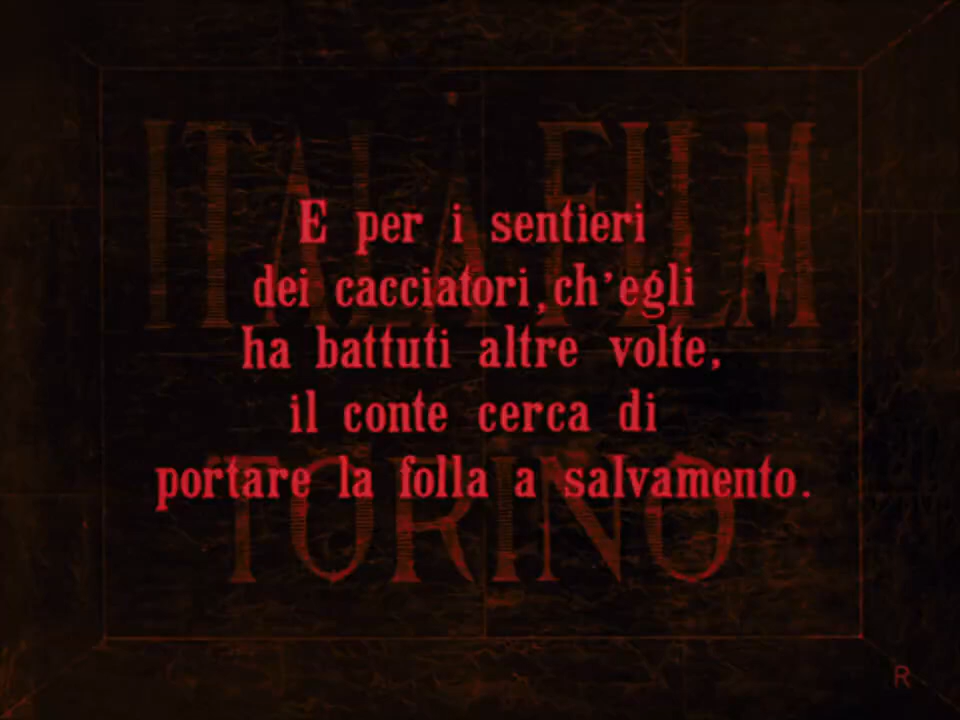 ITALA FILM
E per i sentieri
dei cacciatori, ch'egli
ha battuti altre volte,
il conte cerca di
portare la folla a salvamento.
TORINO
R